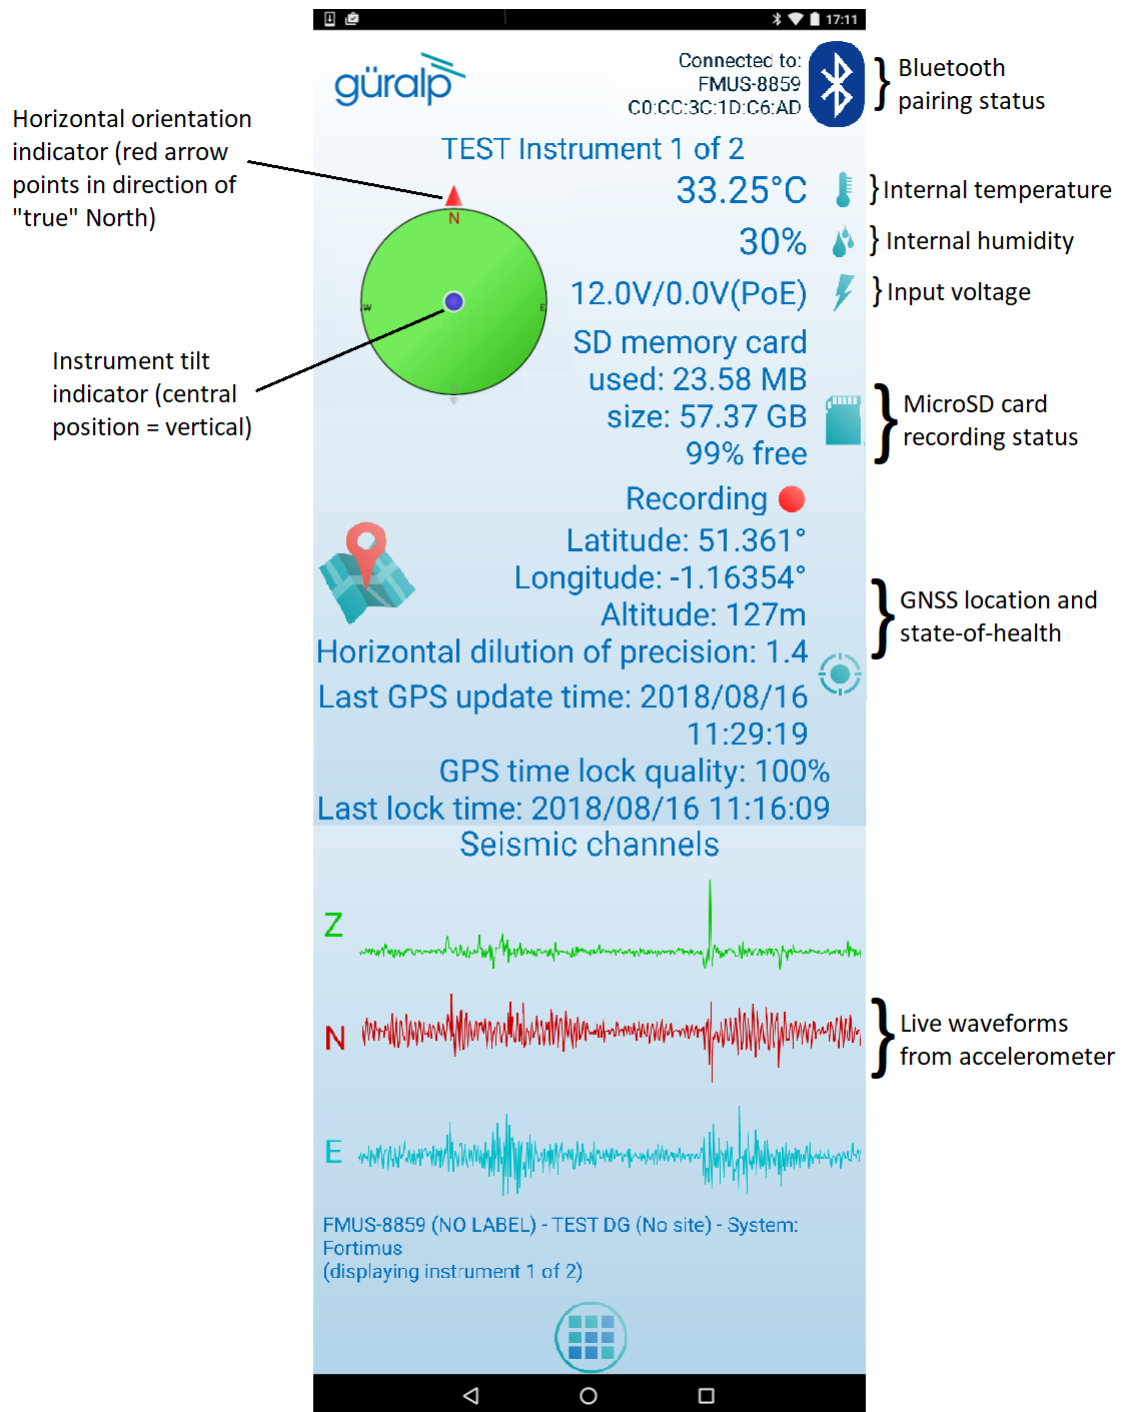 17:11
güralp
Connected to:
FMUS-8859
C0:CC:3C:1D:C6:AD
Bluetooth
pairing status
Horizontal orientation
indicator (red arrow
points in direction of
"true" North)
TEST Instrument 1 of 2
33.25°C
Internal temperature
N
W
E
30%
Internal humidity
12.0V/0.0V(PoE)
Input voltage
Instrument tilt
indicator (central
position = vertical)
SD memory card
used: 23.58 MB
size: 57.37 GB
99% free
MicroSD card
recording status
Recording
Latitude: 51.361°
Longitude: -1.16354°
Altitude: 127m
Horizontal dilution of precision: 1.4
GNSS location and
state-of-health
Last GPS update time: 2018/08/16
11:29:19
GPS time lock quality: 100%
Last lock time: 2018/08/16 11:16:09
Seismic channels
Z
N
E
Live waveforms
from accelerometer
FMUS-8859 (NO LABEL) - TEST DG (No site) - System:
Fortimus
(displaying instrument 1 of 2)